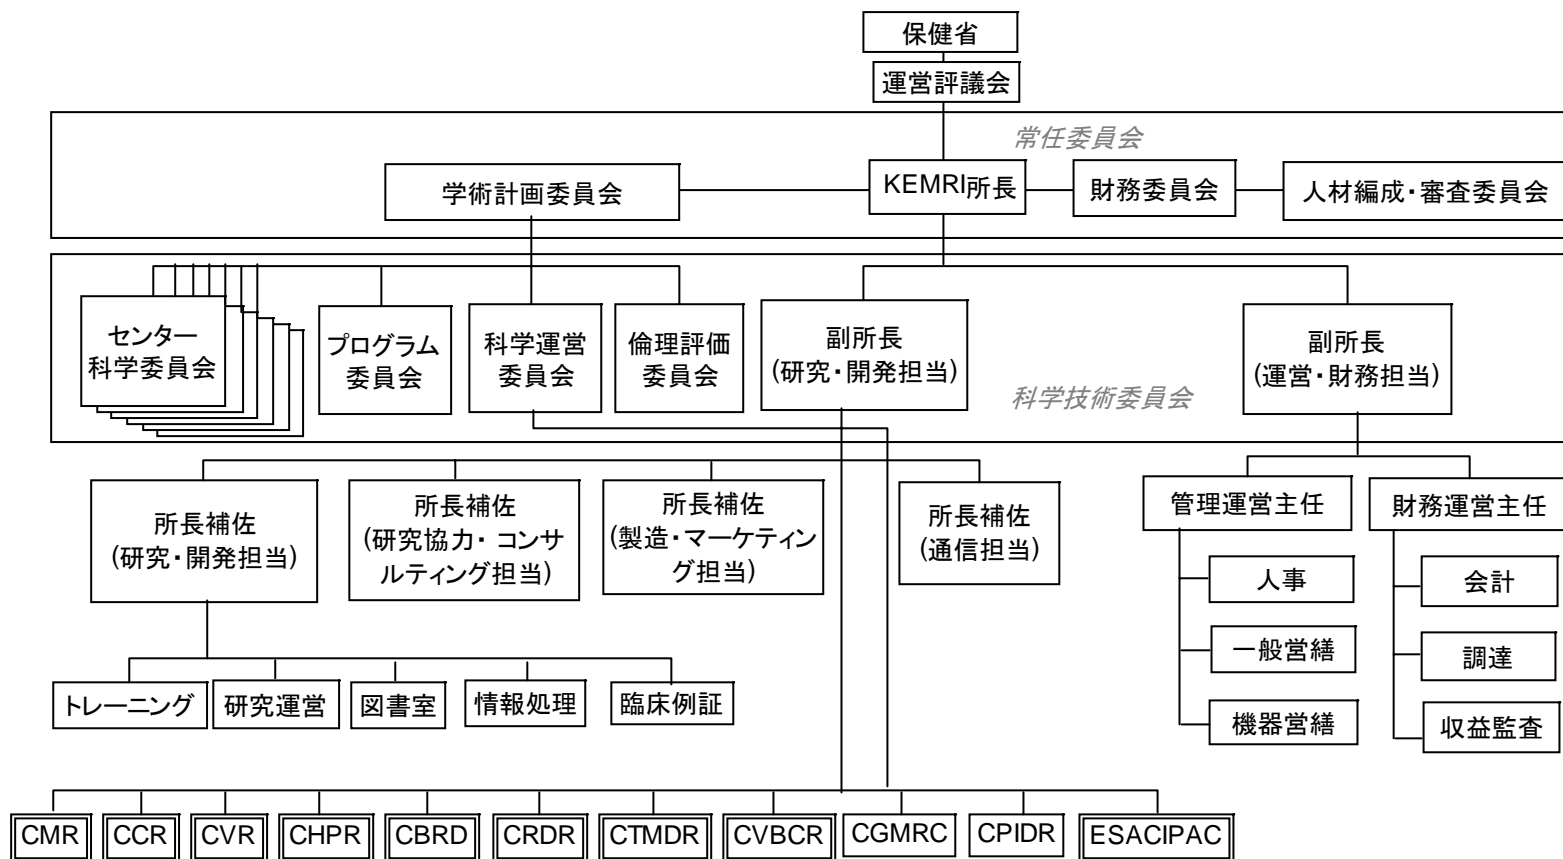 保健省
運営評議会
常任委員会
学術計画委員会
KEMRI所長
財務委員会
人材編成・審査委員会
センター
科学委員会
プログラム
委員会
科学運営
委員会
倫理評価
委員会
副所長
(研究・開発担当)
副所長
(運営・財務担当)
科学技術委員会
所長補佐
(研究・開発担当)
所長補佐
(研究協力・ コンサ
ルティング担当)
所長補佐
(製造・マーケティン
グ担当)
所長補佐
(通信担当)
管理運営主任
財務運営主任
人事
会計
一般営繕
調達
機器営繕
収益監査
トレーニング
研究運営
図書室
情報処理
臨床例証
CMR
CCR
CVR
CHPR
CBRD
CRDR
CTMDR
CVBCR
CGMRC
CPIDR
ESACIPAC